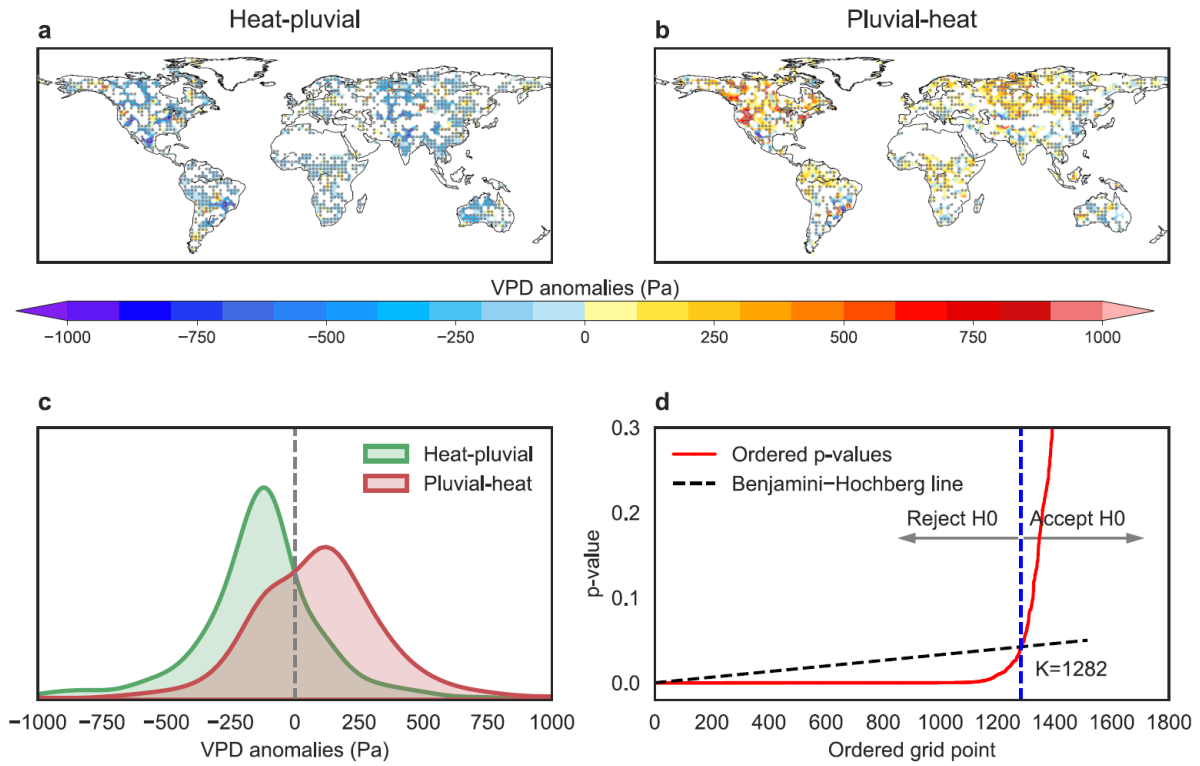 a
Heat-pluvial
b
Pluvial-heat
VPD anomalies (Pa)
−1000 −750 −500 −250 0 250 500 750 1000
c
Heat-pluvial
Pluvial-heat
−1000 −750 −500 −250 0 250 500 750 1000
VPD anomalies (Pa)
d
0.3
0.2
0.1
0.0
p-value
Ordered p-values
Benjamini−Hochberg line
Reject H0 Accept H0
K=1282
0 200 400 600 800 1000 1200 1400 1600 1800
Ordered grid point